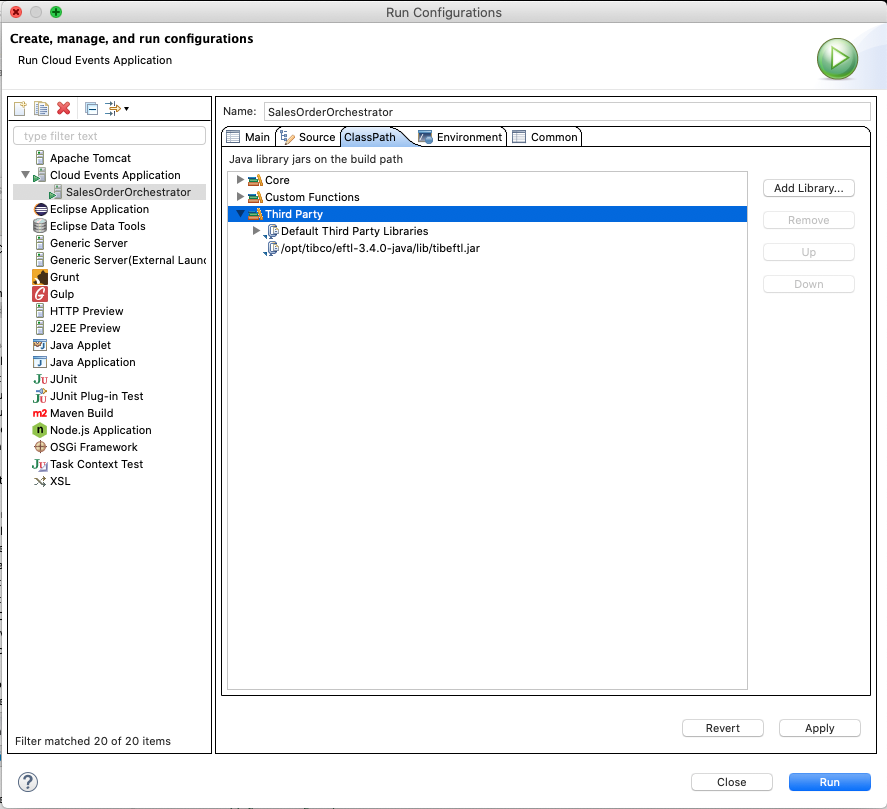 Run Configurations
Create, manage, and run configurations
Run Cloud Events Application
type filter text
Apache Tomcat
Cloud Events Application
SalesOrderOrchestrator
Eclipse Application
Eclipse Data Tools
Generic Server
Generic Server(External Laun
Grunt
Gulp
HTTP Preview
J2EE Preview
Java Applet
Java Application
JUnit
JUnit Plug-in Test
m2 Maven Build
Node.js Application
OSGi Framework
Task Context Test
XSL
Filter matched 20 of 20 items
Name: SalesOrderOrchestrator
Main Source ClassPath Environment Common
Java library jars on the build path
Core
Custom Functions
Third Party
Default Third Party Libraries
/opt/tibco/eftl-3.4.0-java/lib/tibeftl.jar
Add Library...
Remove
Up
Down
Revert Apply
? Close Run